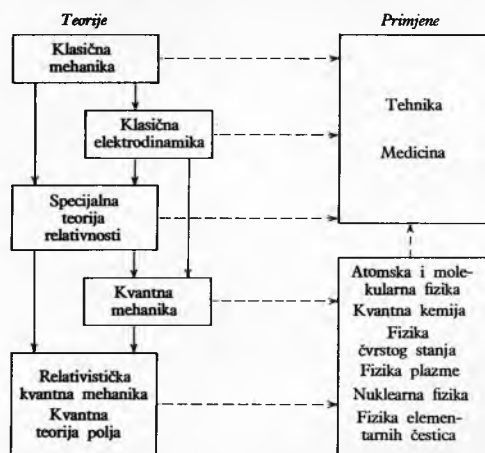 Teorije
Klasična
mehanika
Klasična
elektrodinamika
Specijalna
teorija
relativnosti
Kvantna
mehanika
Relativistička
kvantna mehanika
Kvantna
teorija polja
Primjene
Tehnika
Medicina
Atomska i mole-
kularna fizika
Kvantna kemija
Fizika
čvrstog stanja
Fizika plazme
Nuklearna fizika
Fizika elemen-
tarnih čestica